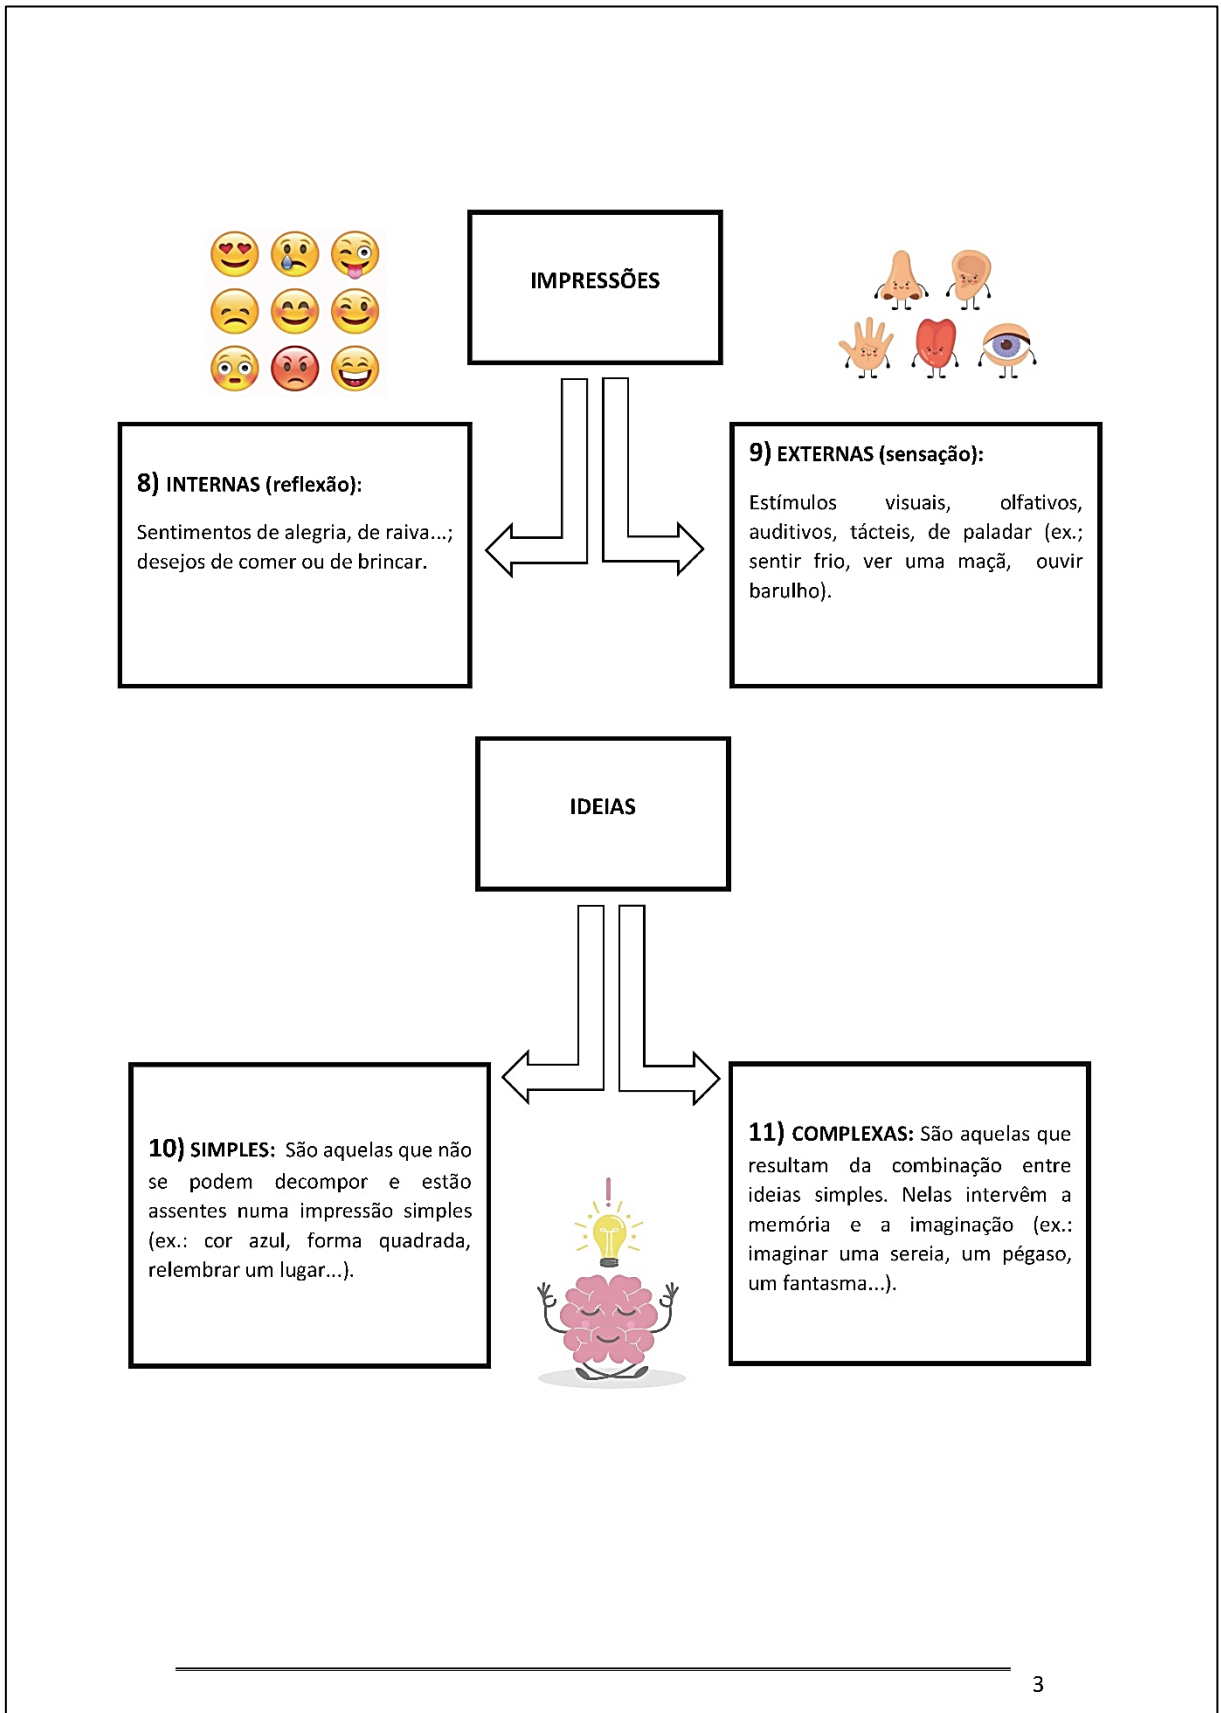 IMPRESSÕES
8) INTERNAS (reflexão):
Sentimentos de alegria, de raiva...;
desejos de comer ou de brincar.
9) EXTERNAS (sensação):
Estímulos visuais, olfativos,
auditivos, tácteis, de paladar (ex.;
sentir frio, ver uma maçã, ouvir
barulho).
IDEIAS
10) SIMPLES: São aquelas que não
se podem decompor e estão
assentes numa impressão simples
(ex.: cor azul, forma quadrada,
relembrar um lugar...).
11) COMPLEXAS: São aquelas que
resultam da combinação entre
ideias simples. Nelas intervêm a
memória e a imaginação (ex.:
imaginar uma sereia, um pégaso,
um fantasma...).
3